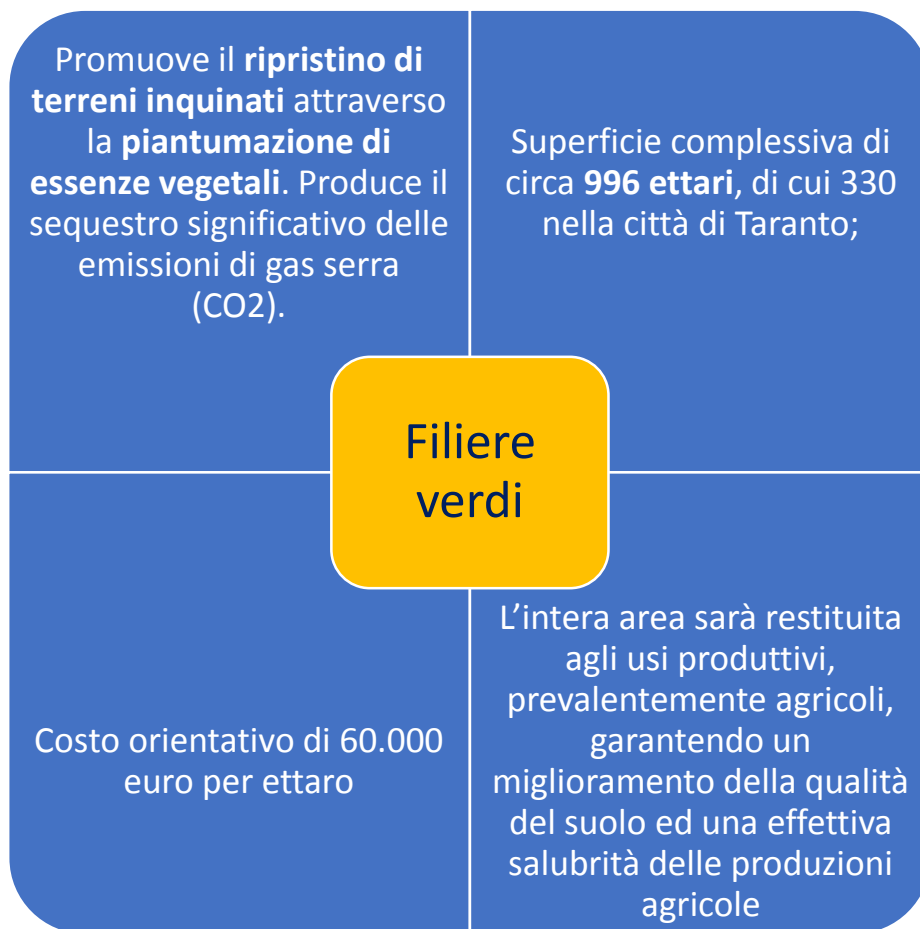 Promuove il ripristino di
terreni inquinati attraverso
la piantumazione di
essenze vegetali. Produce il
sequestro significativo delle
emissioni di gas serra
(CO2).
Superficie complessiva di
circa 996 ettari, di cui 330
nella città di Taranto;
Filiere
verdi
Costo orientativo di 60.000
euro per ettaro
L’intera area sarà restituita
agli usi produttivi,
prevalentemente agricoli,
garantendo un
miglioramento della qualità
del suolo ed una effettiva
salubrità delle produzioni
agricole